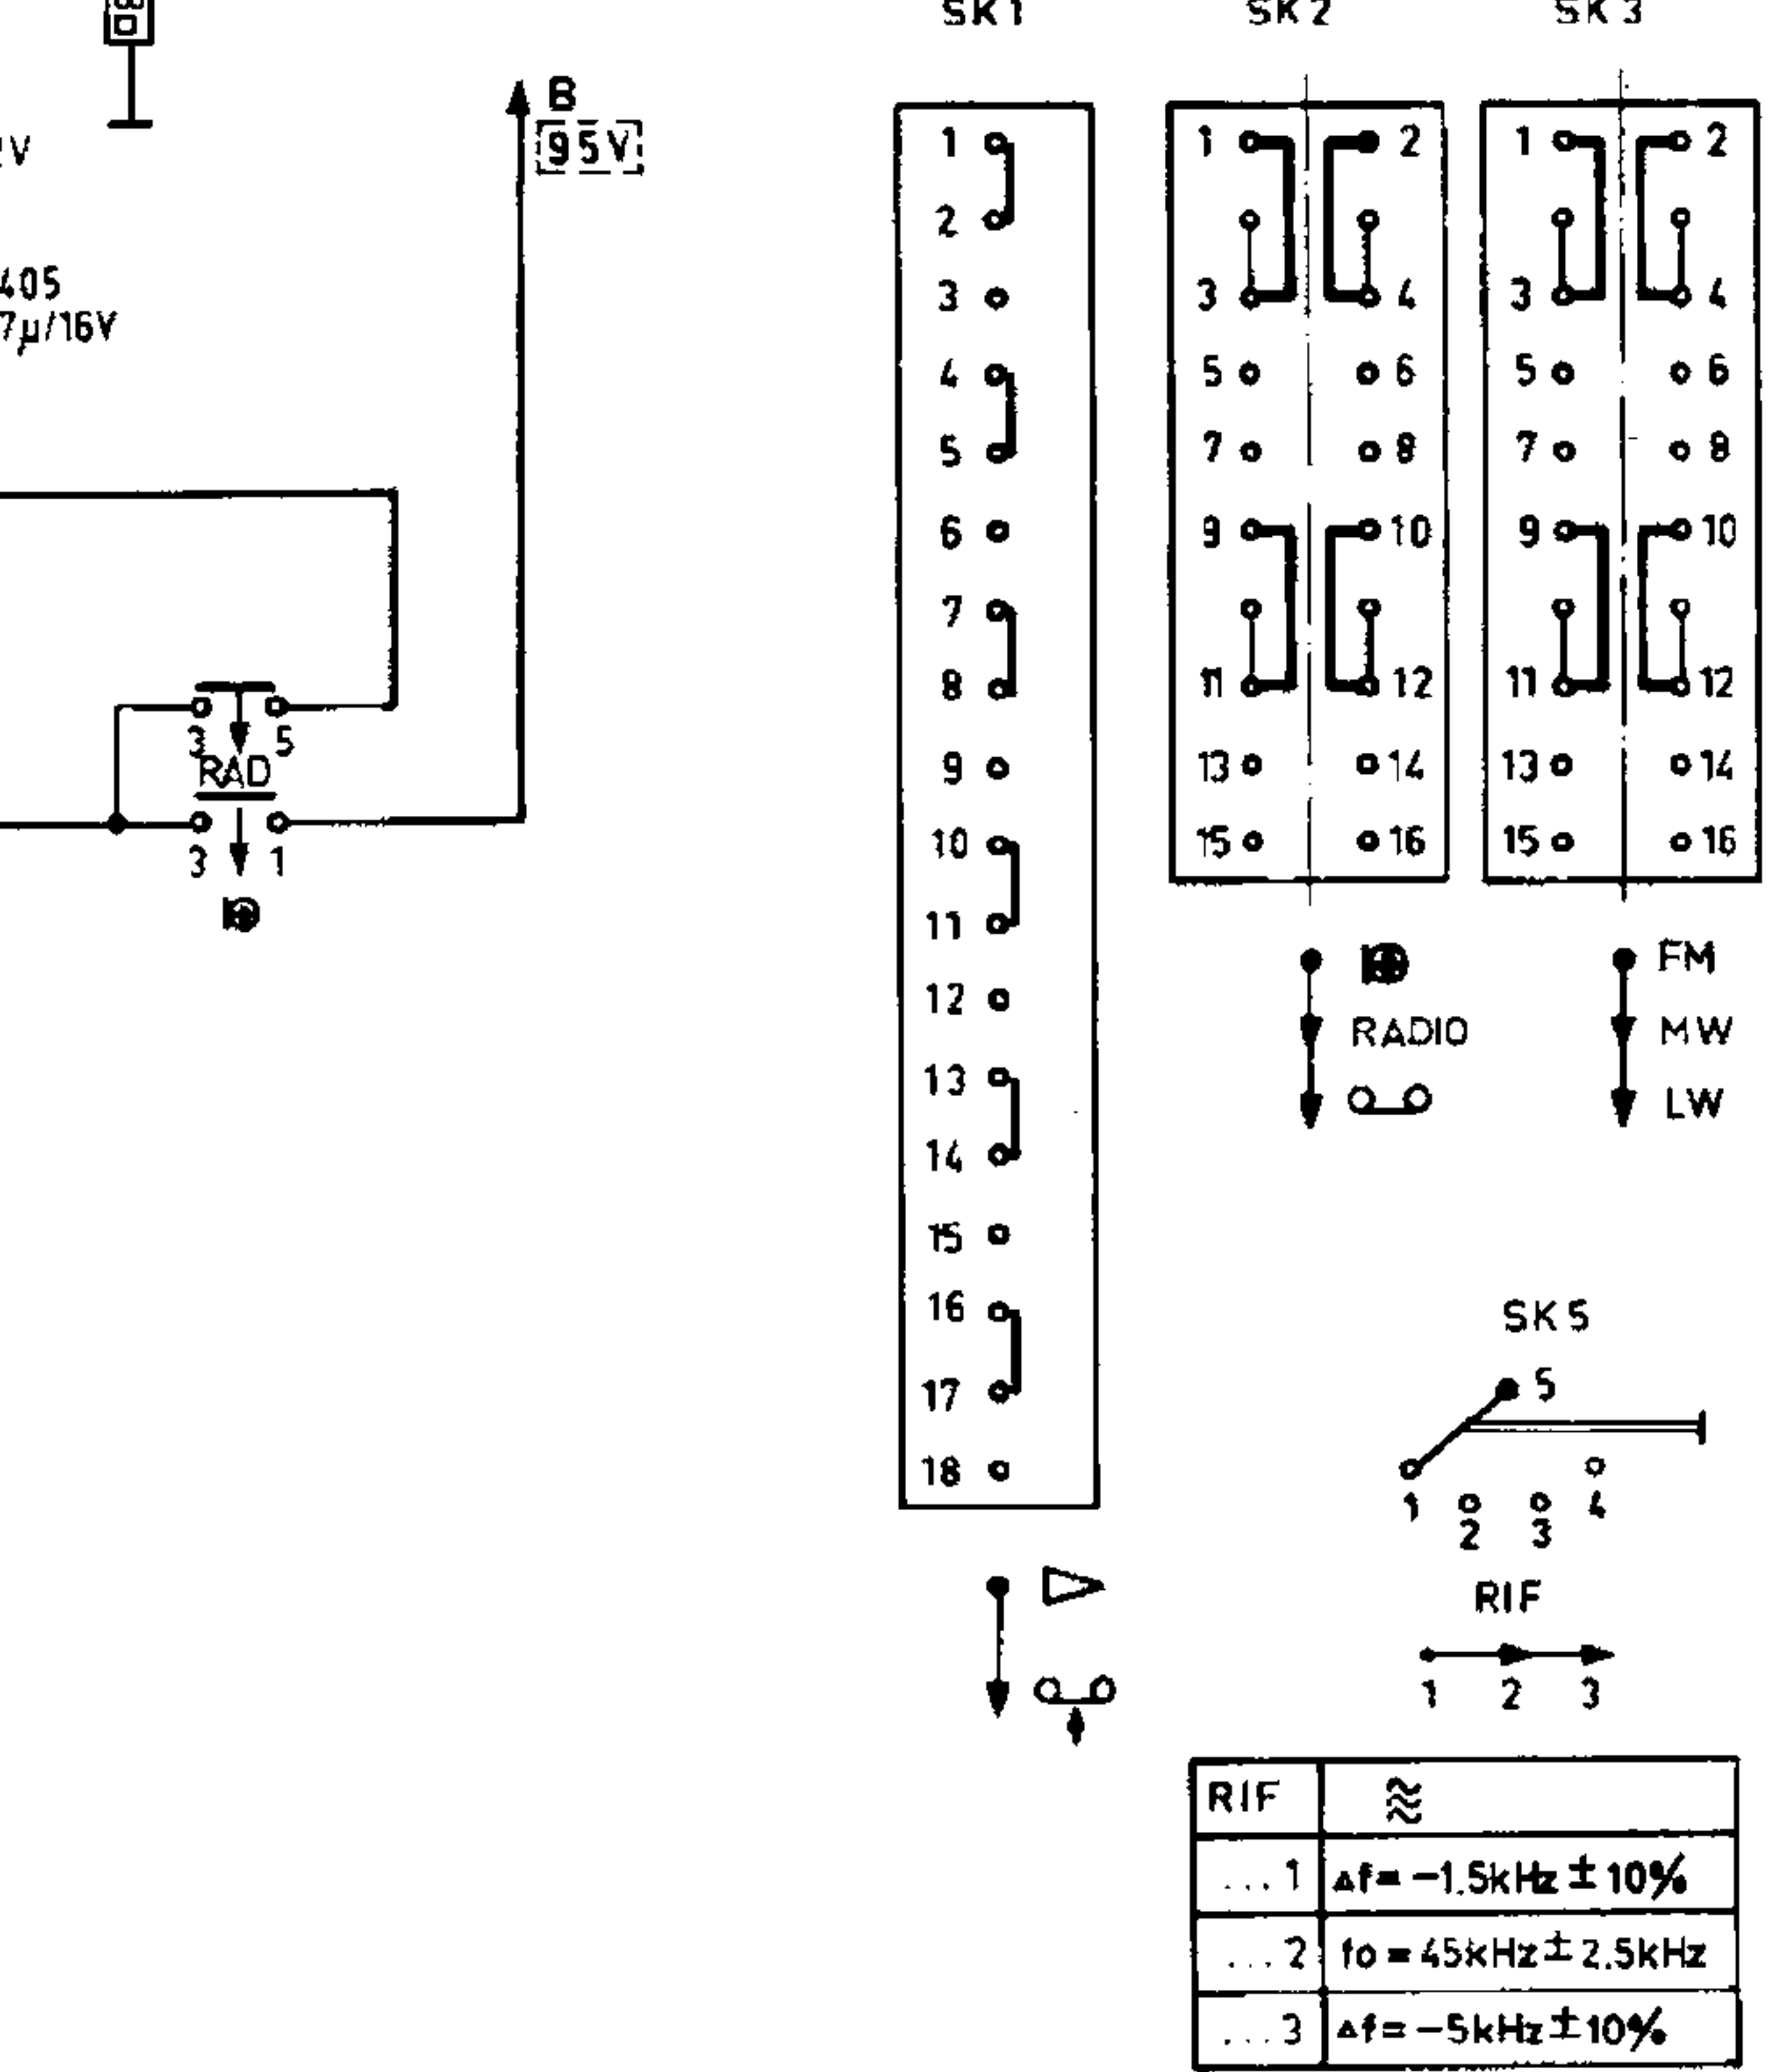 SK1 SK2 SK3
B
95V
V
405
7µ/16V
3 5
RAD
3 1
1
2
3
4
5
6
7
8
9
10
11
12
13
14
15
16
17
18
1 2
3 4
5 6
7 8
9 10
11 12
13 14
15 16
RADIO
1 2
3 4
5 6
7 8
9 10
11 12
13 14
15 16
FM
MW
LW
SK5
5
1 2 3 4
RIF
1 2 3
RIF ≋
...1 Δf= -1.5kHz ± 10%
...2 fo = 45kHz ± 2.5kHz
...3 Δf= -5kHz ± 10%